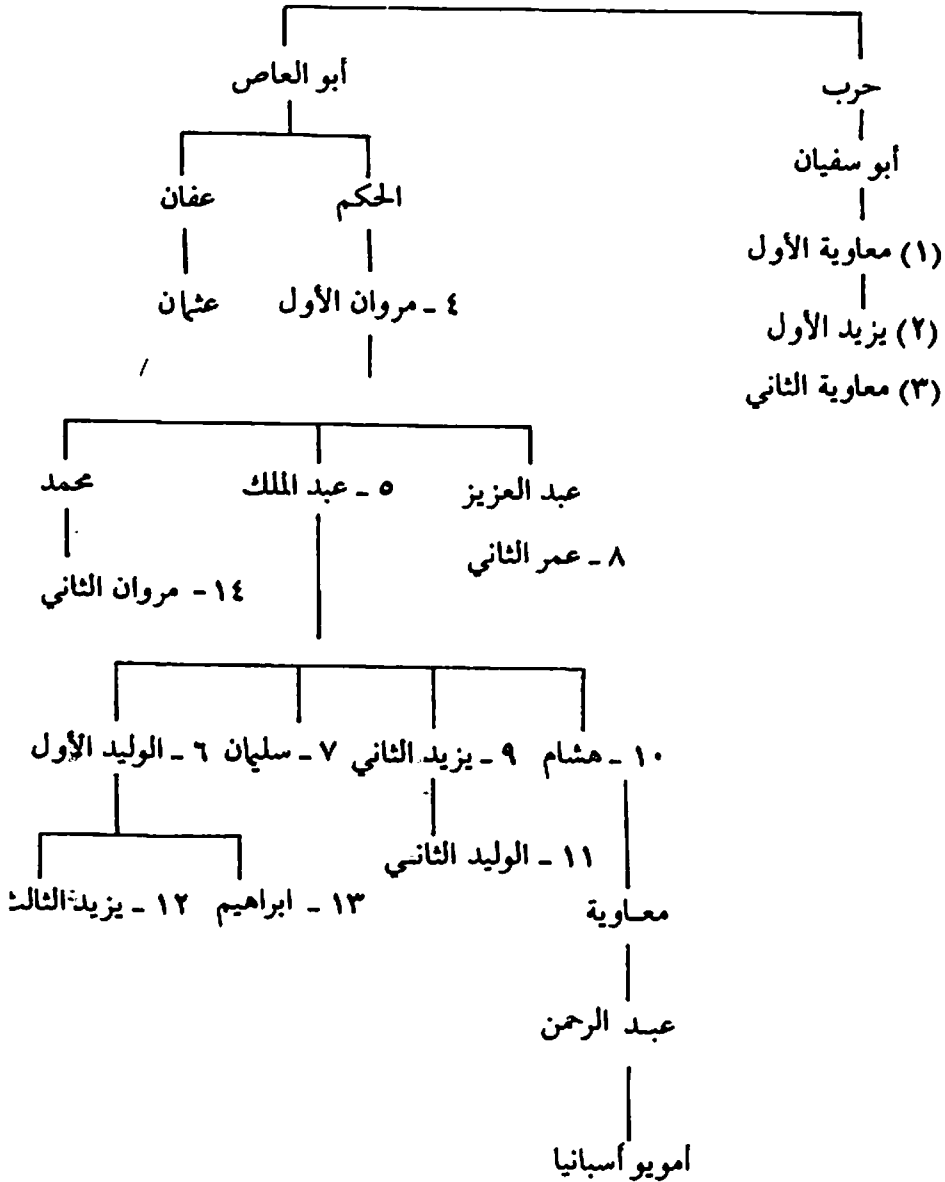 أبو العاص
حرب
أبو سفيان
عفان
الحكم
(١) معاوية الأول
عثمان
٤ ـ مروان الأول
(٢) يزيد الأول
(٣) معاوية الثاني
محمد
٥ ـ عبد الملك
عبد العزيز
٨ ـ عمر الثاني
١٤ - مروان الثاني
١٠ ـ هشام
٩ ـ يزيد الثاني
٧ ـ سليمان
٦ ـ الوليد الأول
١١ ـ الوليد الثاني
١٣ ـ ابراهيم
١٢ ـ يزيد الثالث
معاوية
عبد الرحمن
امويو أسبانيا